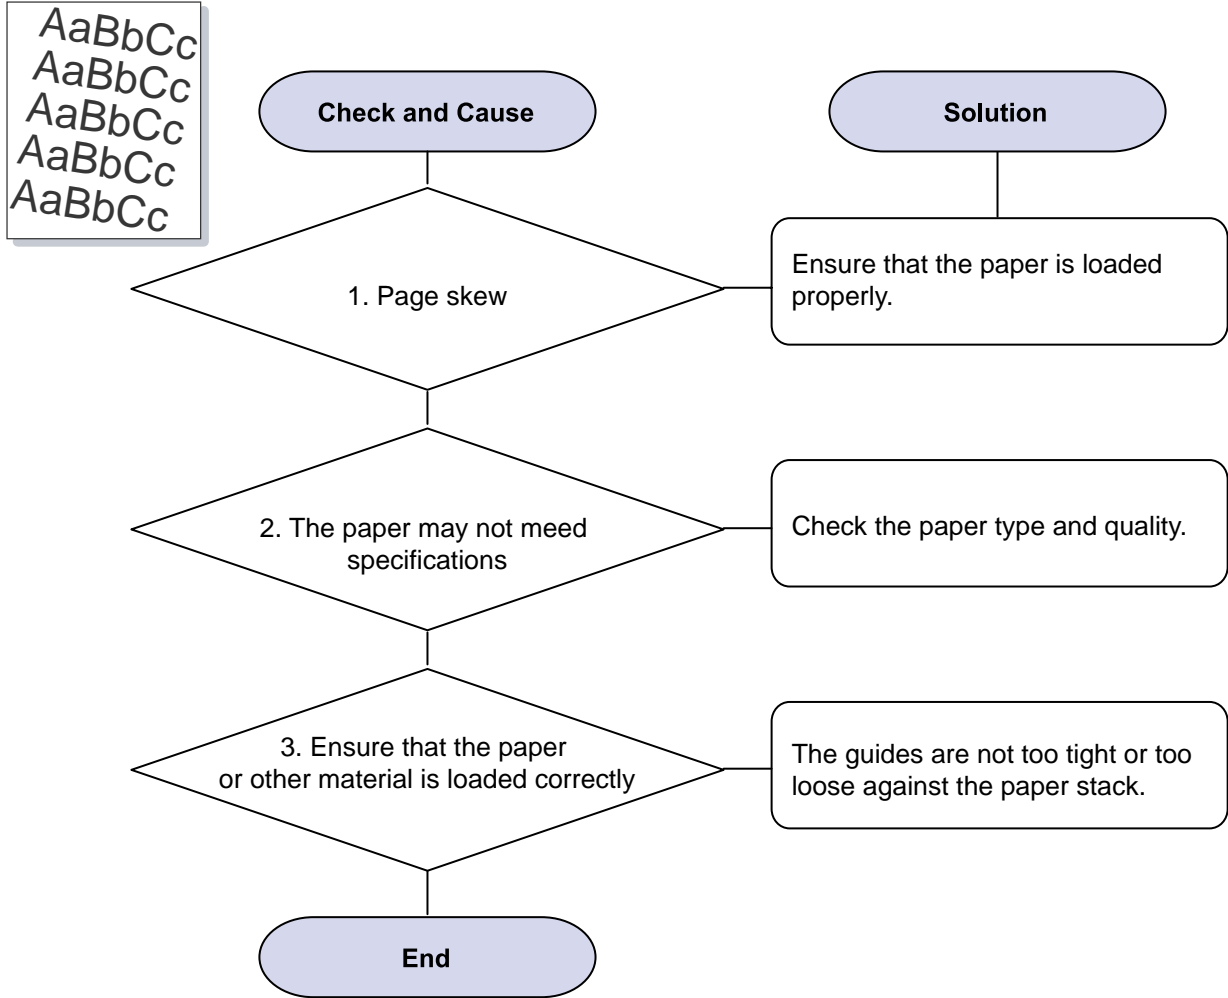 AaBbCc
AaBbCc
AaBbCc
AaBbCc
AaBbCc
Check and Cause
Solution
1. Page skew
Ensure that the paper is loaded
properly.
2. The paper may not meed
specifications
Check the paper type and quality.
3. Ensure that the paper
or other material is loaded correctly
The guides are not too tight or too
loose against the paper stack.
End